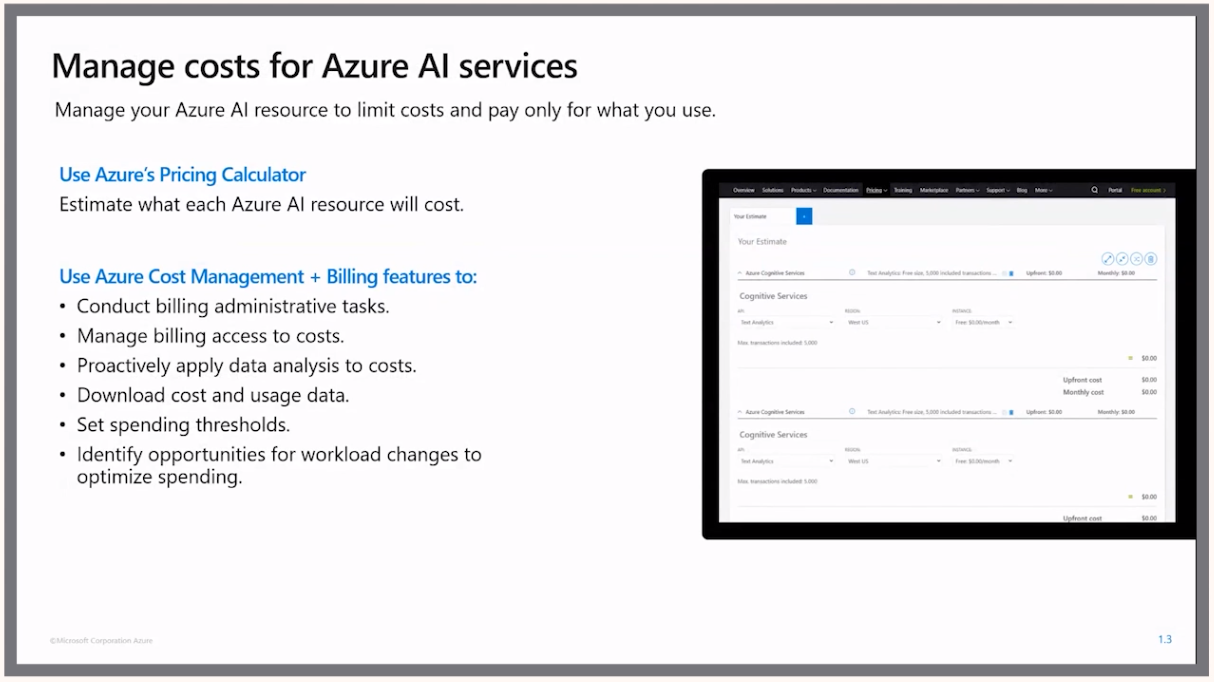 Manage costs for Azure AI services
Manage your Azure AI resource to limit costs and pay only for what you use.
Use Azure's Pricing Calculator
Estimate what each Azure AI resource will cost.
Use Azure Cost Management + Billing features to:
• Conduct billing administrative tasks.
• Manage billing access to costs.
• Proactively apply data analysis to costs.
• Download cost and usage data.
• Set spending thresholds.
• Identify opportunities for workload changes to
optimize spending.
Overview Solutions Products Documentation Pricing Training Marketplace Partners Support Blog More Portal Free account
Your Estimate +
Your Estimate
Azure Cognitive Services Text Analytics: Free size, 5,000 included transactions ... Upfront: $0.00 Monthly: $0.00
Cognitive Services
API: REGION: INSTANCE:
Text Analytics West US Free: $0.00/month
Max. transactions included: 5,000
= $0.00
Upfront cost $0.00
Monthly cost $0.00
Azure Cognitive Services Text Analytics: Free size, 5,000 included transactions ... Upfront: $0.00 Monthly: $0.00
Cognitive Services
API: REGION: INSTANCE:
Text Analytics West US Free: $0.00/month
Max. transactions included: 5,000
= $0.00
Upfront cost $0.00
©Microsoft Corporation Azure
1.3